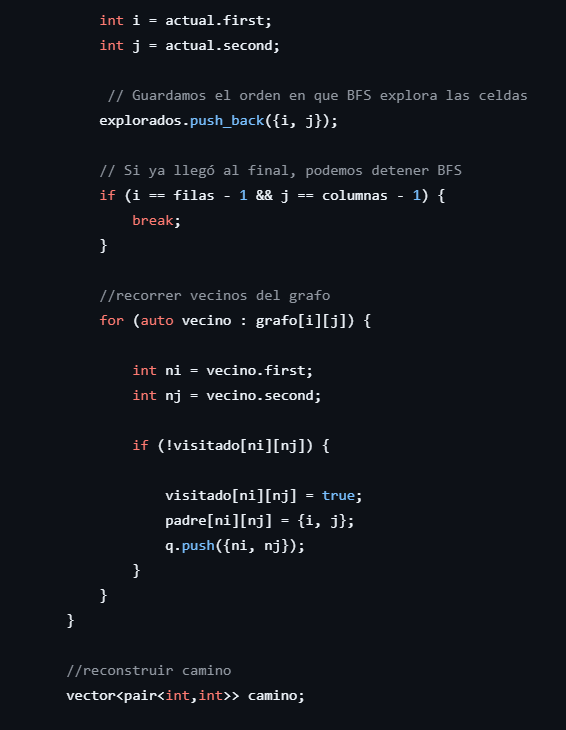 int i = actual.first;
int j = actual.second;
// Guardamos el orden en que BFS explora las celdas
explorados.push_back({i, j});
// Si ya llegó al final, podemos detener BFS
if (i == filas - 1 && j == columnas - 1) {
break;
}
//recorrer vecinos del grafo
for (auto vecino : grafo[i][j]) {
int ni = vecino.first;
int nj = vecino.second;
if (!visitado[ni][nj]) {
visitado[ni][nj] = true;
padre[ni][nj] = {i, j};
q.push({ni, nj});
}
}
}
//reconstruir camino
vector<pair<int,int>> camino;